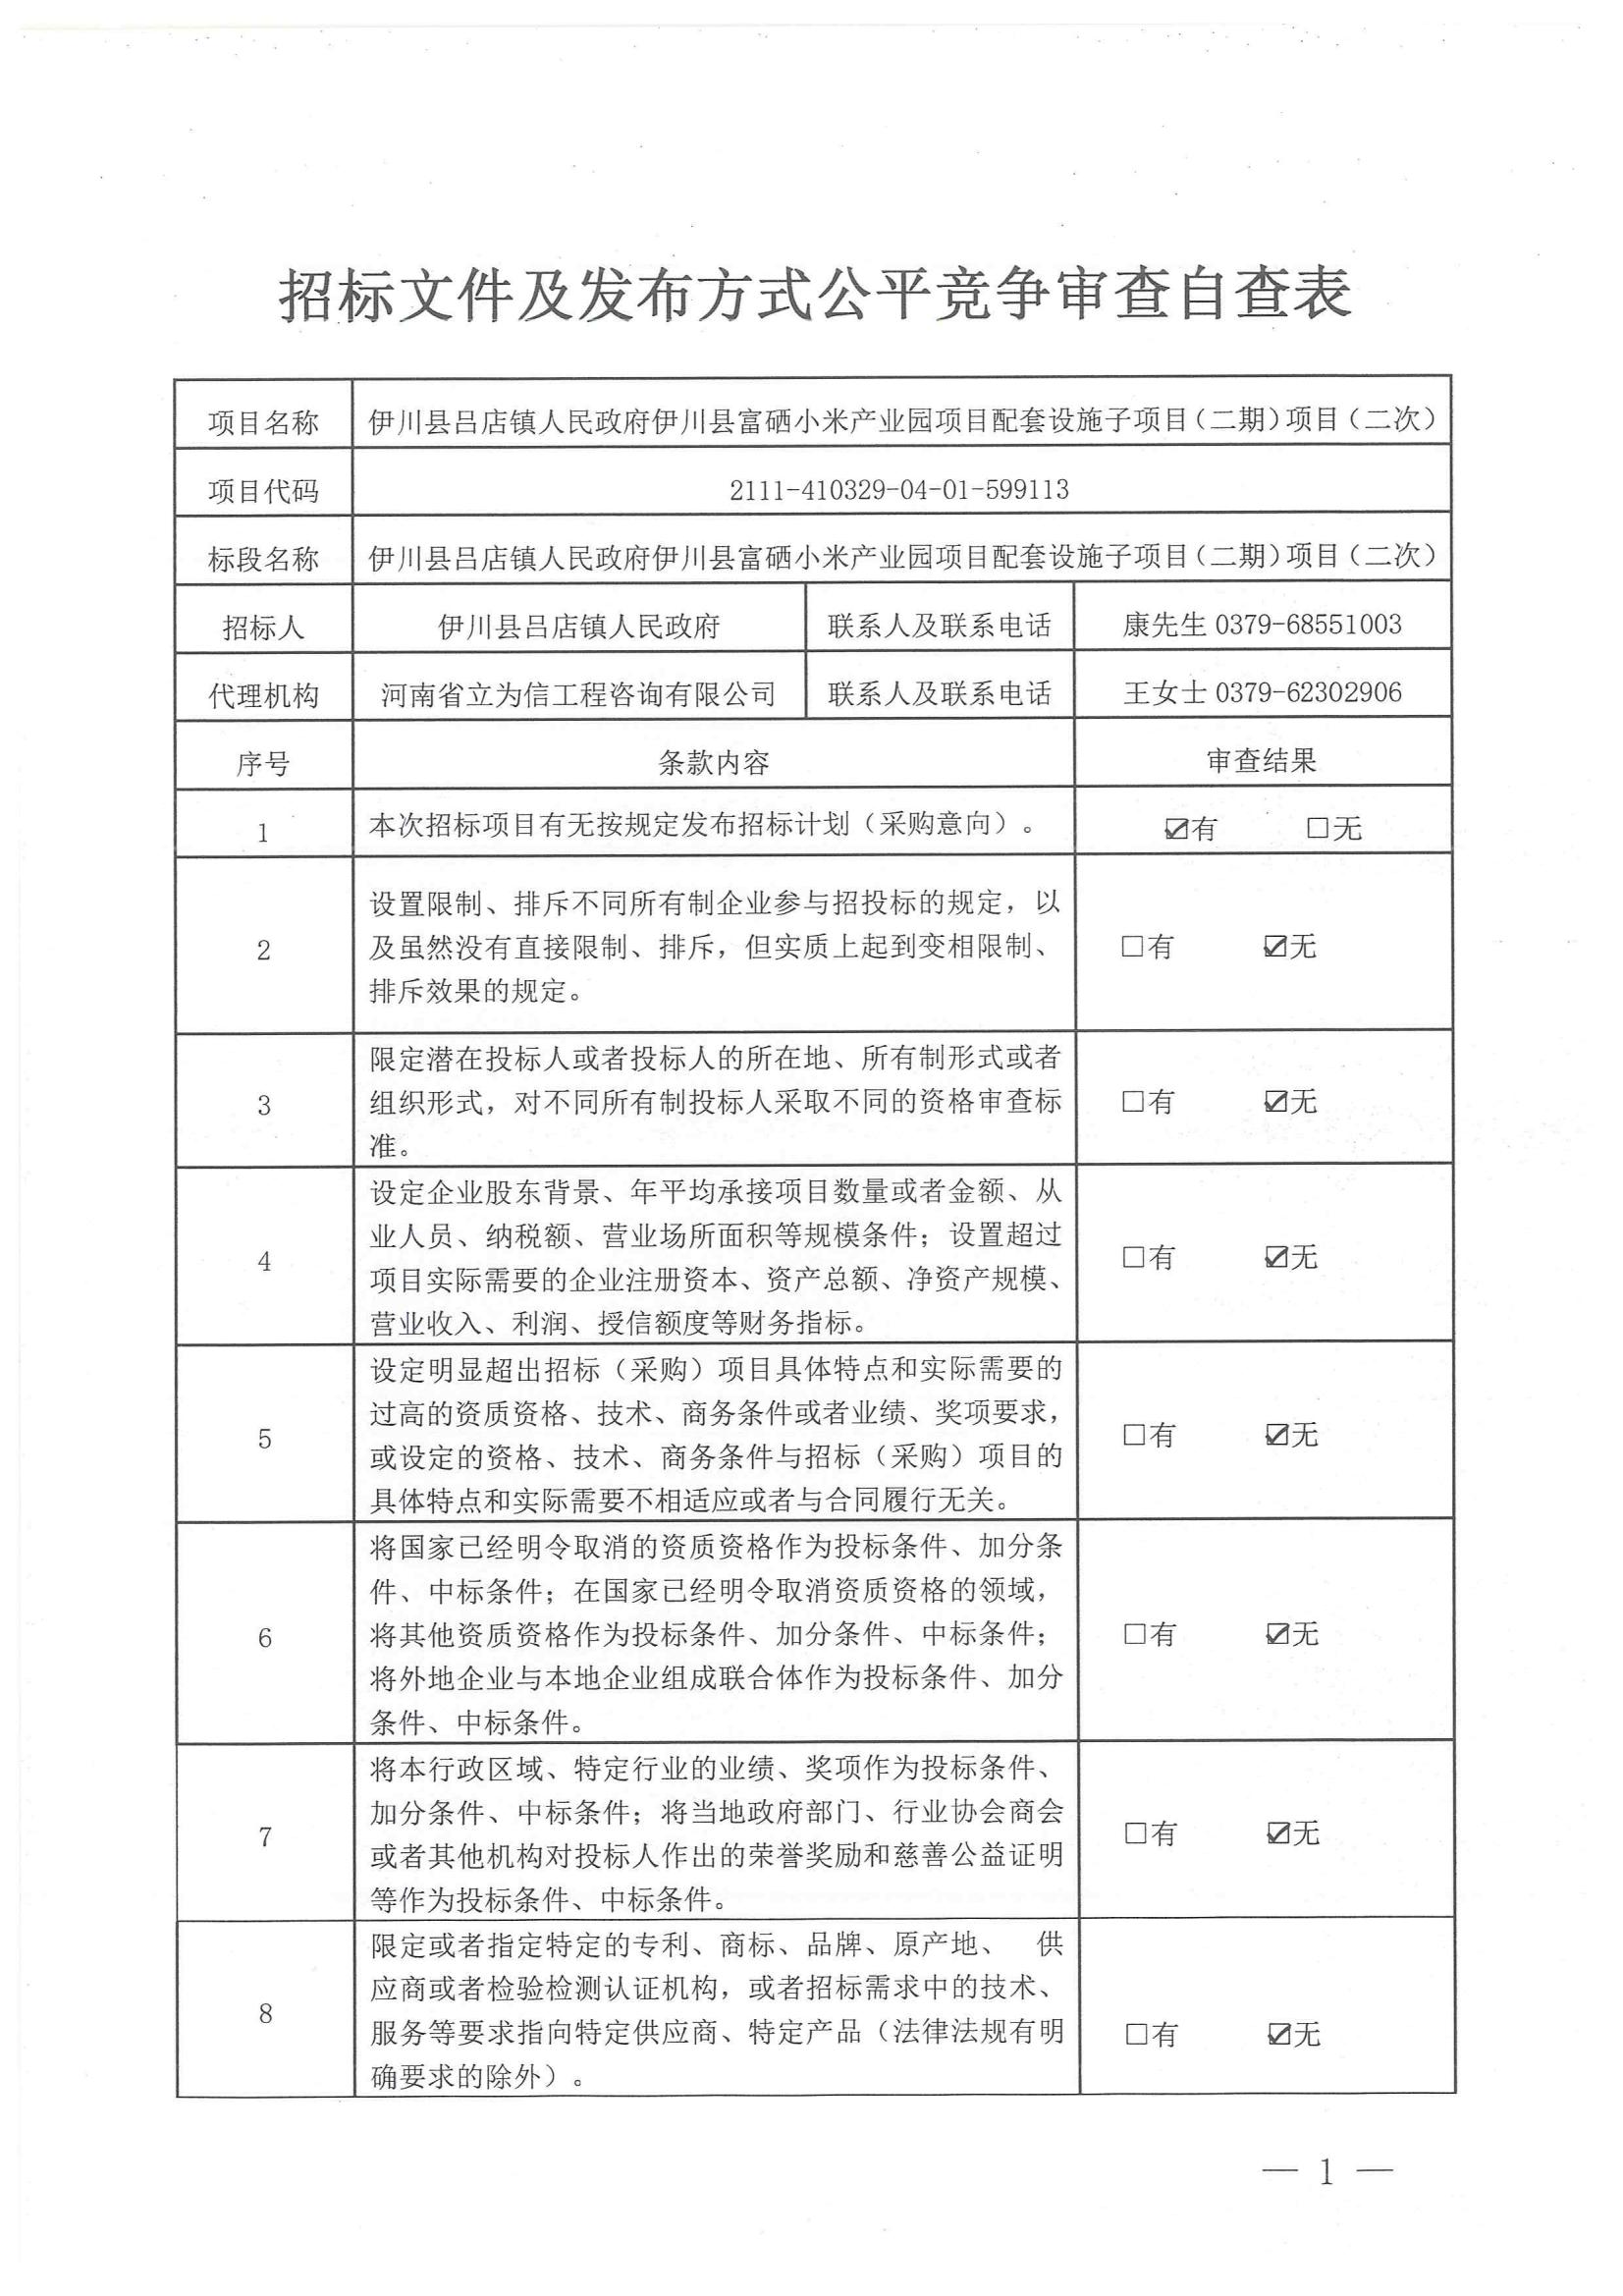 招标文件及发布方式公平竞争审查自查表
项目名称 伊川县吕店镇人民政府伊川县富硒小米产业园项目配套设施子项目(二期)项目(二次)
项目代码 2111-410329-04-01-599113
标段名称 伊川县吕店镇人民政府伊川县富硒小米产业园项目配套设施子项目(二期)项目(二次)
招标人 伊川县吕店镇人民政府 联系人及联系电话 康先生 0379-68551003
代理机构 河南省立为信工程咨询有限公司 联系人及联系电话 王女士 0379-62302906
序号 条款内容 审查结果
1 本次招标项目有无按规定发布招标计划（采购意向）。 ☑有 □无
设置限制、排斥不同所有制企业参与招投标的规定，以
2 及虽然没有直接限制、排斥，但实质上起到变相限制、 □有 ☑无
排斥效果的规定。
限定潜在投标人或者投标人的所在地、所有制形式或者
3 组织形式，对不同所有制投标人采取不同的资格审查标 □有 ☑无
准。
设定企业股东背景、年平均承接项目数量或者金额、从
业人员、纳税额、营业场所面积等规模条件；设置超过
4 项目实际需要的企业注册资本、资产总额、净资产规模、 □有 ☑无
营业收入、利润、授信额度等财务指标。
设定明显超出招标（采购）项目具体特点和实际需要的
过高的资质资格、技术、商务条件或者业绩、奖项要求，
5 或设定的资格、技术、商务条件与招标（采购）项目的 □有 ☑无
具体特点和实际需要不相适应或者与合同履行无关。
将国家已经明令取消的资质资格作为投标条件、加分条
件、中标条件；在国家已经明令取消资质资格的领域，
6 将其他资质资格作为投标条件、加分条件、中标条件； □有 ☑无
将外地企业与本地企业组成联合体作为投标条件、加分
条件、中标条件。
将本行政区域、特定行业的业绩、奖项作为投标条件、
加分条件、中标条件；将当地政府部门、行业协会商会
7 或者其他机构对投标人作出的荣誉奖励和慈善公益证明 □有 ☑无
等作为投标条件、中标条件。
限定或者指定特定的专利、商标、品牌、原产地、 供
应商或者检验检测认证机构，或者招标需求中的技术、
8 服务等要求指向特定供应商、特定产品（法律法规有明 □有 ☑无
确要求的除外）。
— 1 —